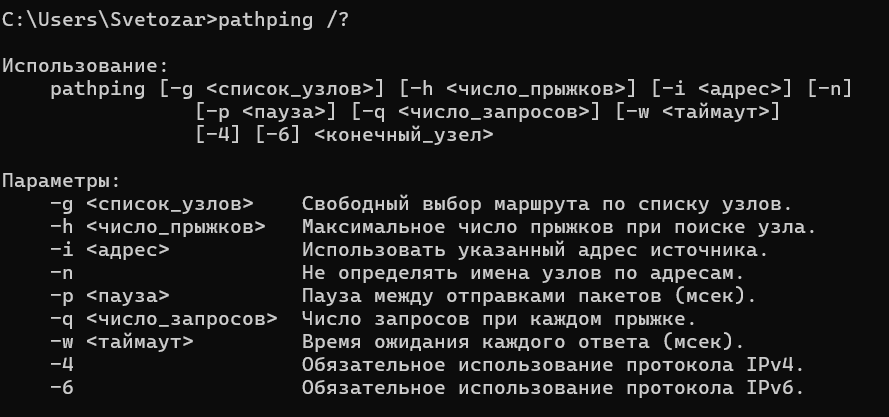 C:\Users\Svetozar>pathping /?
Использование:
pathping [-g <список_узлов>] [-h <число_прыжков>] [-i <адрес>] [-n]
[-p <пауза>] [-q <число_запросов>] [-w <таймаут>]
[-4] [-6] <конечный_узел>
Параметры:
-g <список_узлов> Свободный выбор маршрута по списку узлов.
-h <число_прыжков> Максимальное число прыжков при поиске узла.
-i <адрес> Использовать указанный адрес источника.
-n Не определять имена узлов по адресам.
-p <пауза> Пауза между отправками пакетов (мсек).
-q <число_запросов> Число запросов при каждом прыжке.
-w <таймаут> Время ожидания каждого ответа (мсек).
-4 Обязательное использование протокола IPv4.
-6 Обязательное использование протокола IPv6.